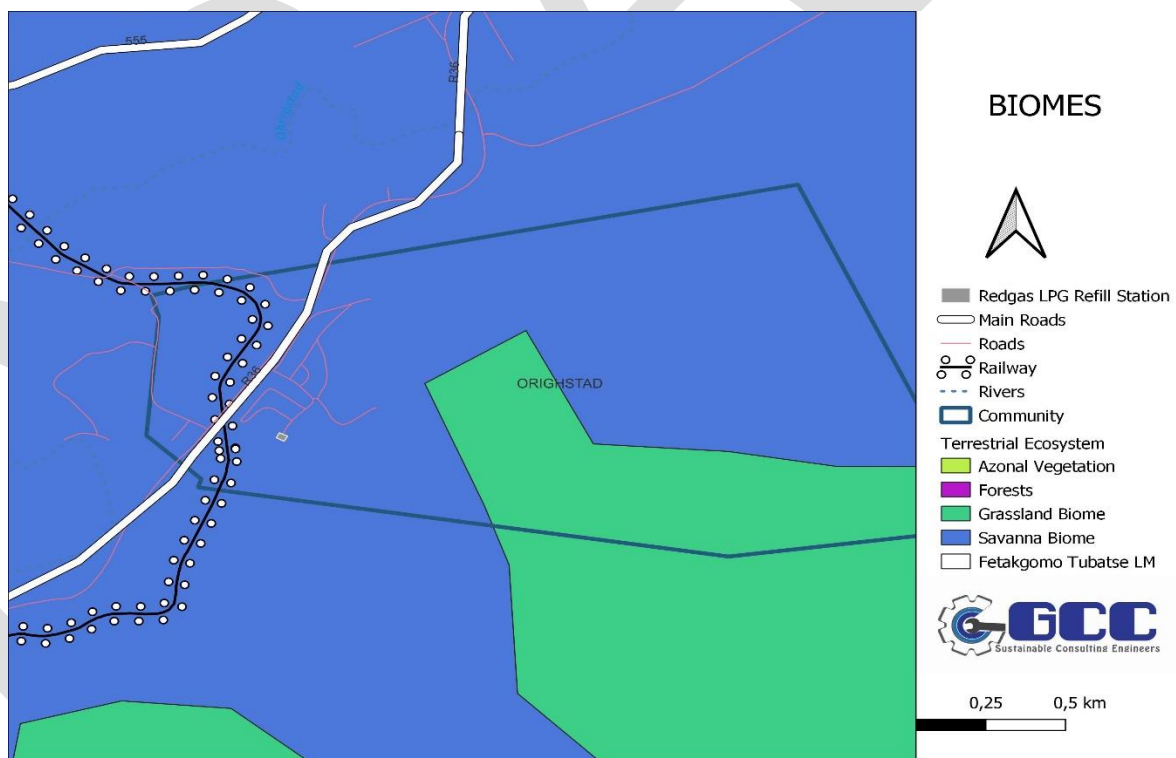 555
R36
BIOMES
Redgas LPG Refill Station
Main Roads
Roads
Railway
Rivers
Community
R36
ORIGHSTAD
Terrestrial Ecosystem
Azonal Vegetation
Forests
Grassland Biome
Savanna Biome
Fetakgomo Tubatse LM
GCC
Sustainable Consulting Engineers
0,25 0,5 km